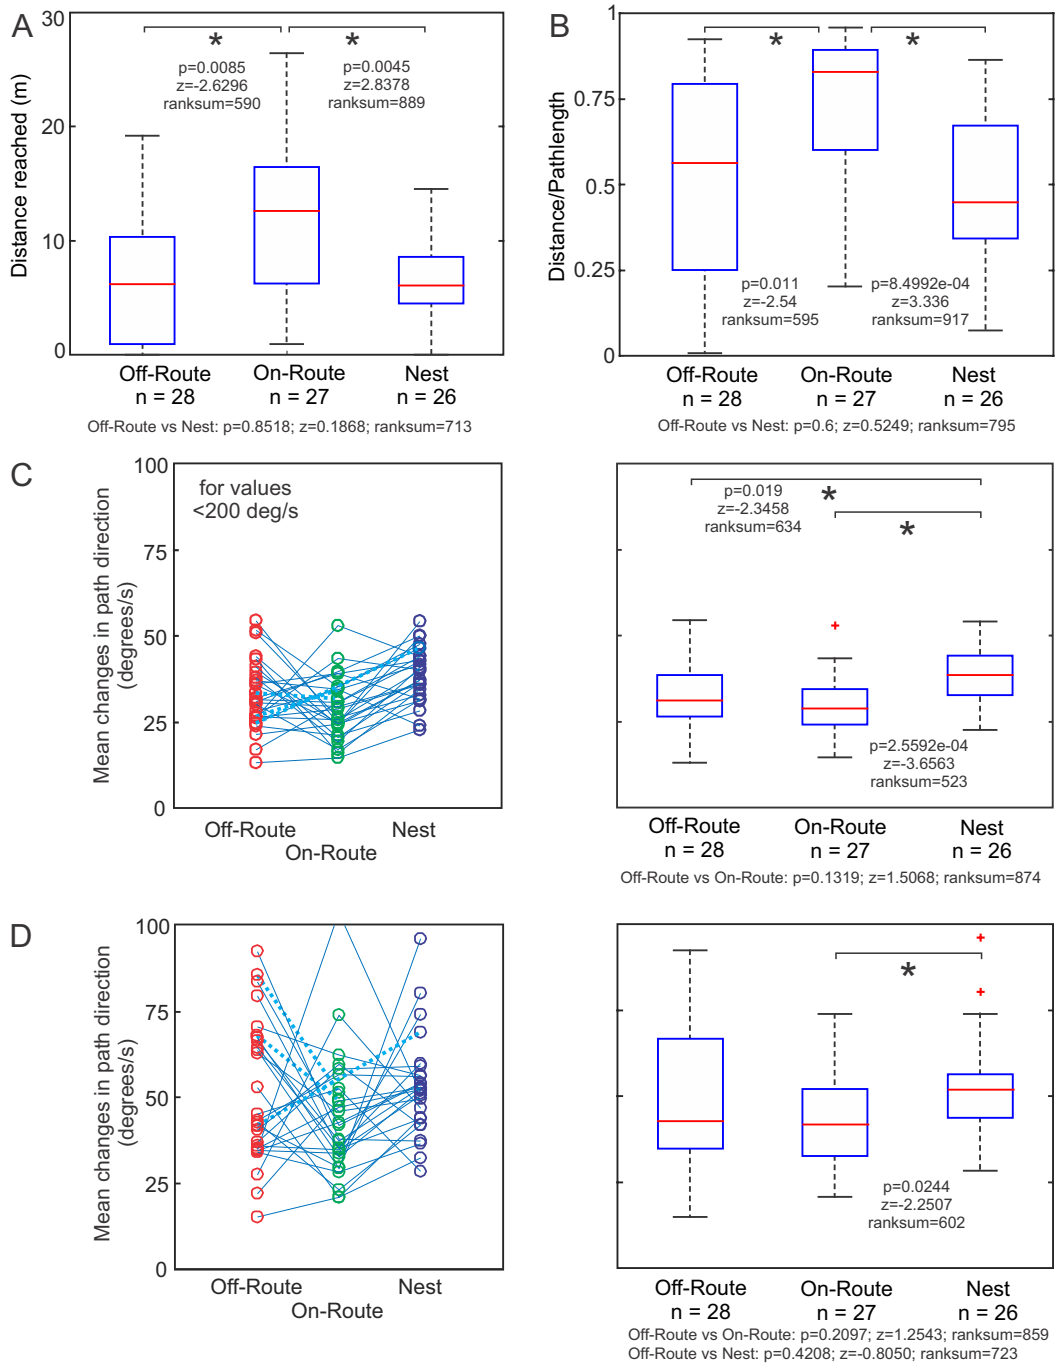 A
30
20
10
0
Distance reached (m)
*
*
p=0.0085
z=-2.6296
ranksum=590
p=0.0045
z=2.8378
ranksum=889
Off-Route
n = 28
On-Route
n = 27
Nest
n = 26
Off-Route vs Nest: p=0.8518; z=0.1868; ranksum=713
B
1
0.75
0.5
0.25
0
Distance/Pathlength
*
*
p=0.011
z=-2.54
ranksum=595
p=8.4992e-04
z=3.336
ranksum=917
Off-Route
n = 28
On-Route
n = 27
Nest
n = 26
Off-Route vs Nest: p=0.6; z=0.5249; ranksum=795
C
100
75
50
25
0
Mean changes in path direction
(degrees/s)
for values
<200 deg/s
Off-Route
Nest
On-Route
p=0.019
z=-2.3458
ranksum=634
*
*
p=2.5592e-04
z=-3.6563
ranksum=523
Off-Route
n = 28
On-Route
n = 27
Nest
n = 26
Off-Route vs On-Route: p=0.1319; z=1.5068; ranksum=874
D
100
75
50
25
0
Mean changes in path direction
(degrees/s)
Off-Route
Nest
On-Route
*
p=0.0244
z=-2.2507
ranksum=602
Off-Route
n = 28
On-Route
n = 27
Nest
n = 26
Off-Route vs On-Route: p=0.2097; z=1.2543; ranksum=859
Off-Route vs Nest: p=0.4208; z=-0.8050; ranksum=723